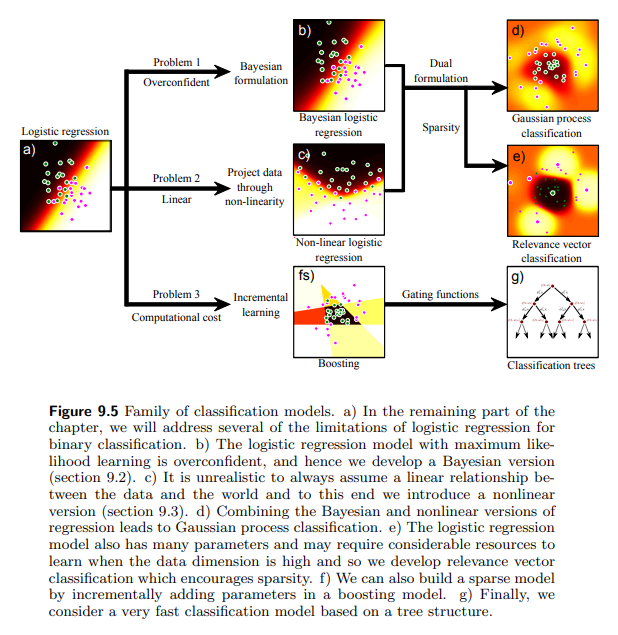 b)
d)
Problem 1
Overconfident
Bayesian
formulation
Dual
formulation
Logistic regression
a)
Bayesian logistic
regression
Gaussian process
classification
Sparsity
c)
e)
Problem 2
Linear
Project data
through
non-linearity
Non-linear logistic
regression
Relevance vector
classification
fs)
g)
Problem 3
Computational cost
Incremental
learning
Gating functions
Boosting
Classification trees
Figure 9.5 Family of classification models. a) In the remaining part of the
chapter, we will address several of the limitations of logistic regression for
binary classification. b) The logistic regression model with maximum like-
lihood learning is overconfident, and hence we develop a Bayesian version
(section 9.2). c) It is unrealistic to always assume a linear relationship be-
tween the data and the world and to this end we introduce a nonlinear
version (section 9.3). d) Combining the Bayesian and nonlinear versions of
regression leads to Gaussian process classification. e) The logistic regression
model also has many parameters and may require considerable resources to
learn when the data dimension is high and so we develop relevance vector
classification which encourages sparsity. f) We can also build a sparse model
by incrementally adding parameters in a boosting model. g) Finally, we
consider a very fast classification model based on a tree structure.